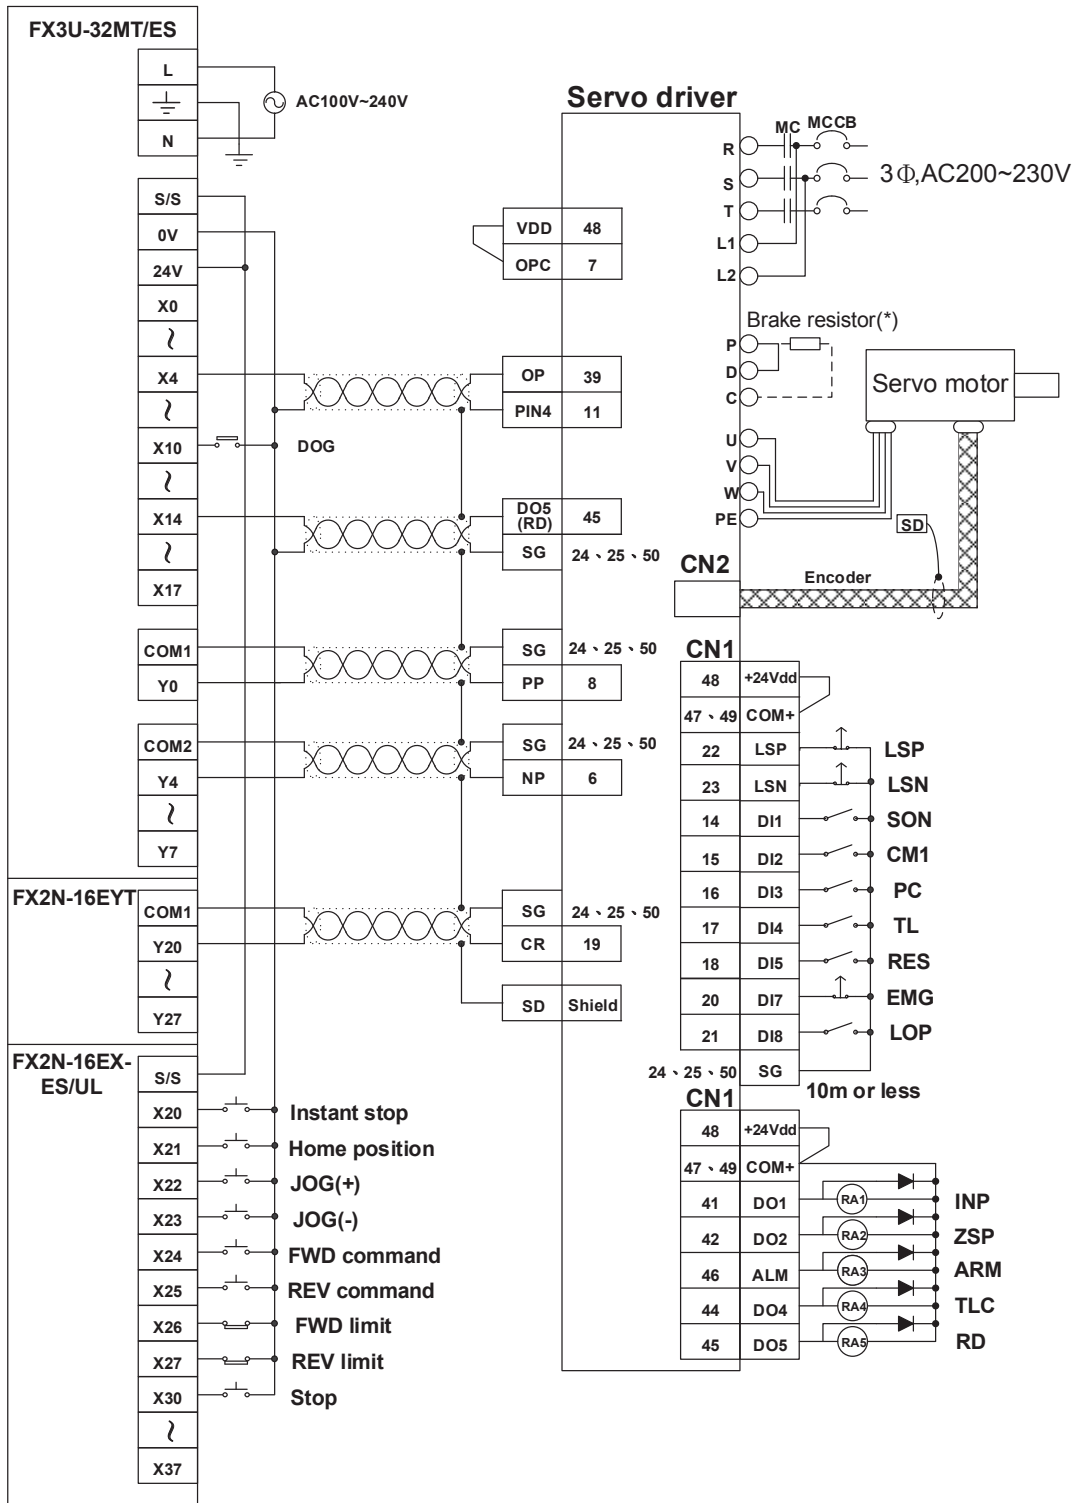 FX3U-32MT/ES
L
N
AC100V~240V
S/S
0V
24V
X0
X4
X10
DOG
X14
X17
COM1
Y0
COM2
Y4
Y7
FX2N-16EYT
COM1
Y20
Y27
FX2N-16EX-
ES/UL
S/S
X20 Instant stop
X21 Home position
X22 JOG(+)
X23 JOG(-)
X24 FWD command
X25 REV command
X26 FWD limit
X27 REV limit
X30 Stop
X37
Servo driver
VDD 48
OPC 7
OP 39
PIN4 11
DO5
(RD) 45
SG 24、25、50
SG 24、25、50
PP 8
SG 24、25、50
NP 6
SG 24、25、50
CR 19
SD Shield
MC MCCB
R
S
T
L1
L2
3Φ,AC200~230V
Brake resistor(*)
P
D
C
Servo motor
U
V
W
PE
SD
CN2
Encoder
CN1
48 +24Vdd
47、49 COM+
22 LSP LSP
23 LSN LSN
14 DI1 SON
15 DI2 CM1
16 DI3 PC
17 DI4 TL
18 DI5 RES
20 DI7 EMG
21 DI8 LOP
24、25、50 SG
10m or less
CN1
48 +24Vdd
47、49 COM+
41 DO1 RA1 INP
42 DO2 RA2 ZSP
46 ALM RA3 ARM
44 DO4 RA4 TLC
45 DO5 RA5 RD